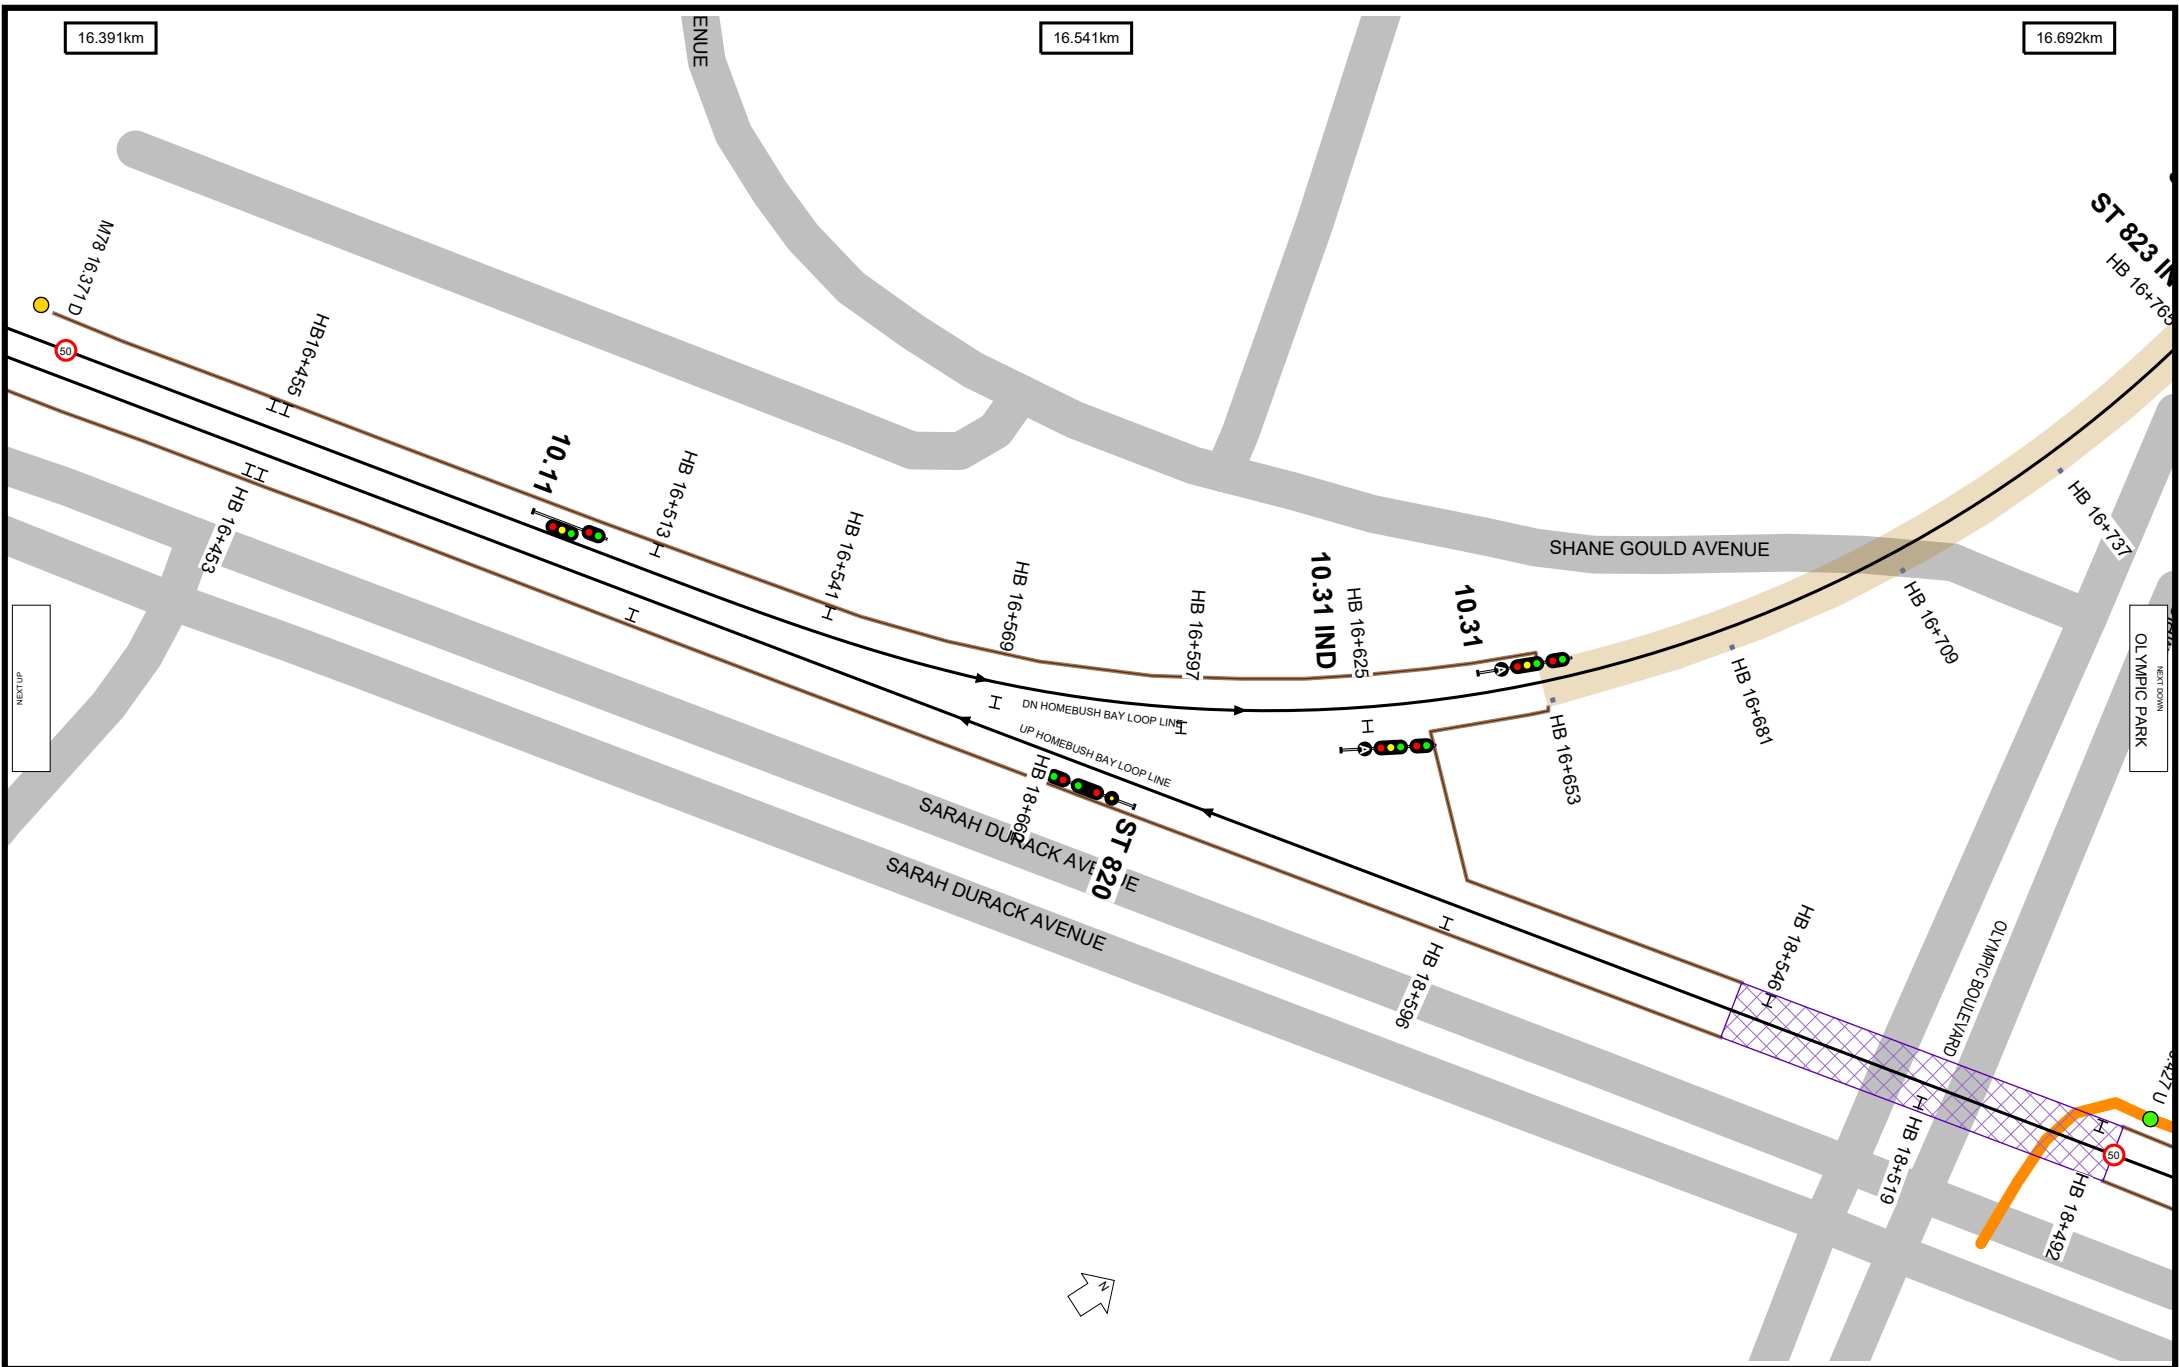 16.391km
16.541km
16.692km
ENUE
M78 16.371 D
50
HB16+455
HB 16+453
10.11
HB 16+513
HB 16+541
HB 16+569
HB 16+597
10.31 IND
HB 16+625
10.31
SHANE GOULD AVENUE
ST 823 IN
HB 16+765
HB 16+737
HB 16+709
HB 16+681
HB 16+653
NEXT UP
NEXT DOWN
OLYMPIC PARK
DN HOMEBUSH BAY LOOP LINE
UP HOMEBUSH BAY LOOP LINE
A
A
HB 18+662
ST 820
SARAH DURACK AVENUE
SARAH DURACK AVENUE
HB 18+596
HB 18+546
OLYMPIC BOULEVARD
HB 18+519
HB 18+492
50
.427 U
N